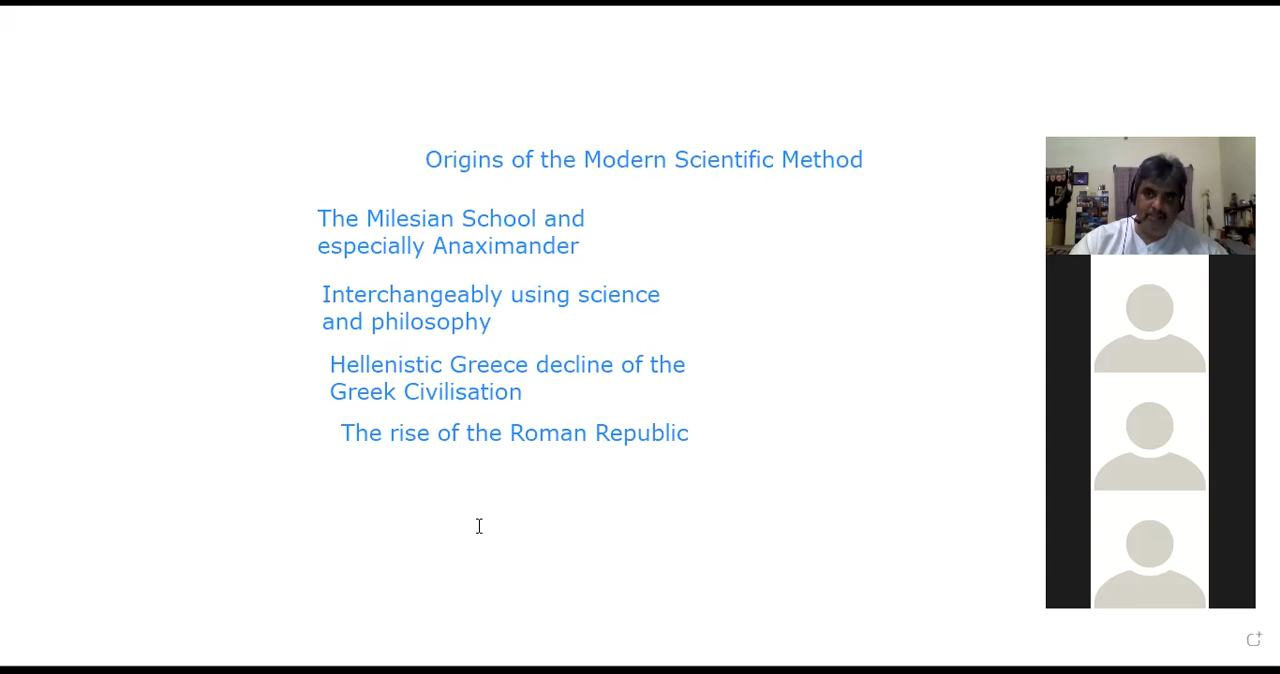 Origins of the Modern Scientific Method
The Milesian School and
especially Anaximander
Interchangeably using science
and philosophy
Hellenistic Greece decline of the
Greek Civilisation
The rise of the Roman Republic